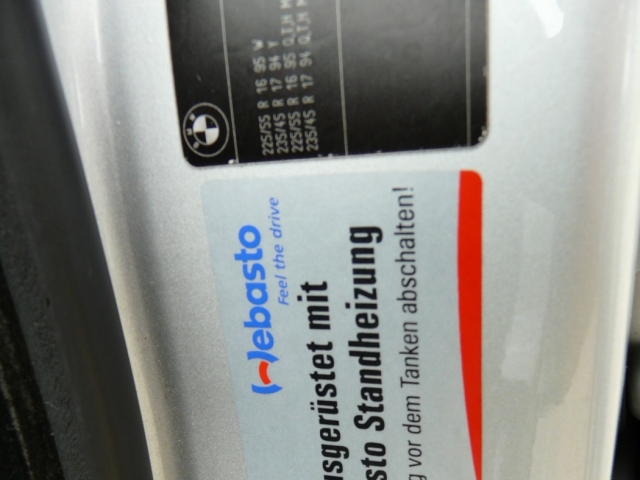 225/55 R 16 95 W
235/45 R 17 94 Y
225/55 R 16 95 Q,T,H M
235/45 R 17 94 Q,T,H M
Webasto
Feel the drive
usgerüstet mit
sto Standheizung
g vor dem Tanken abschalten!